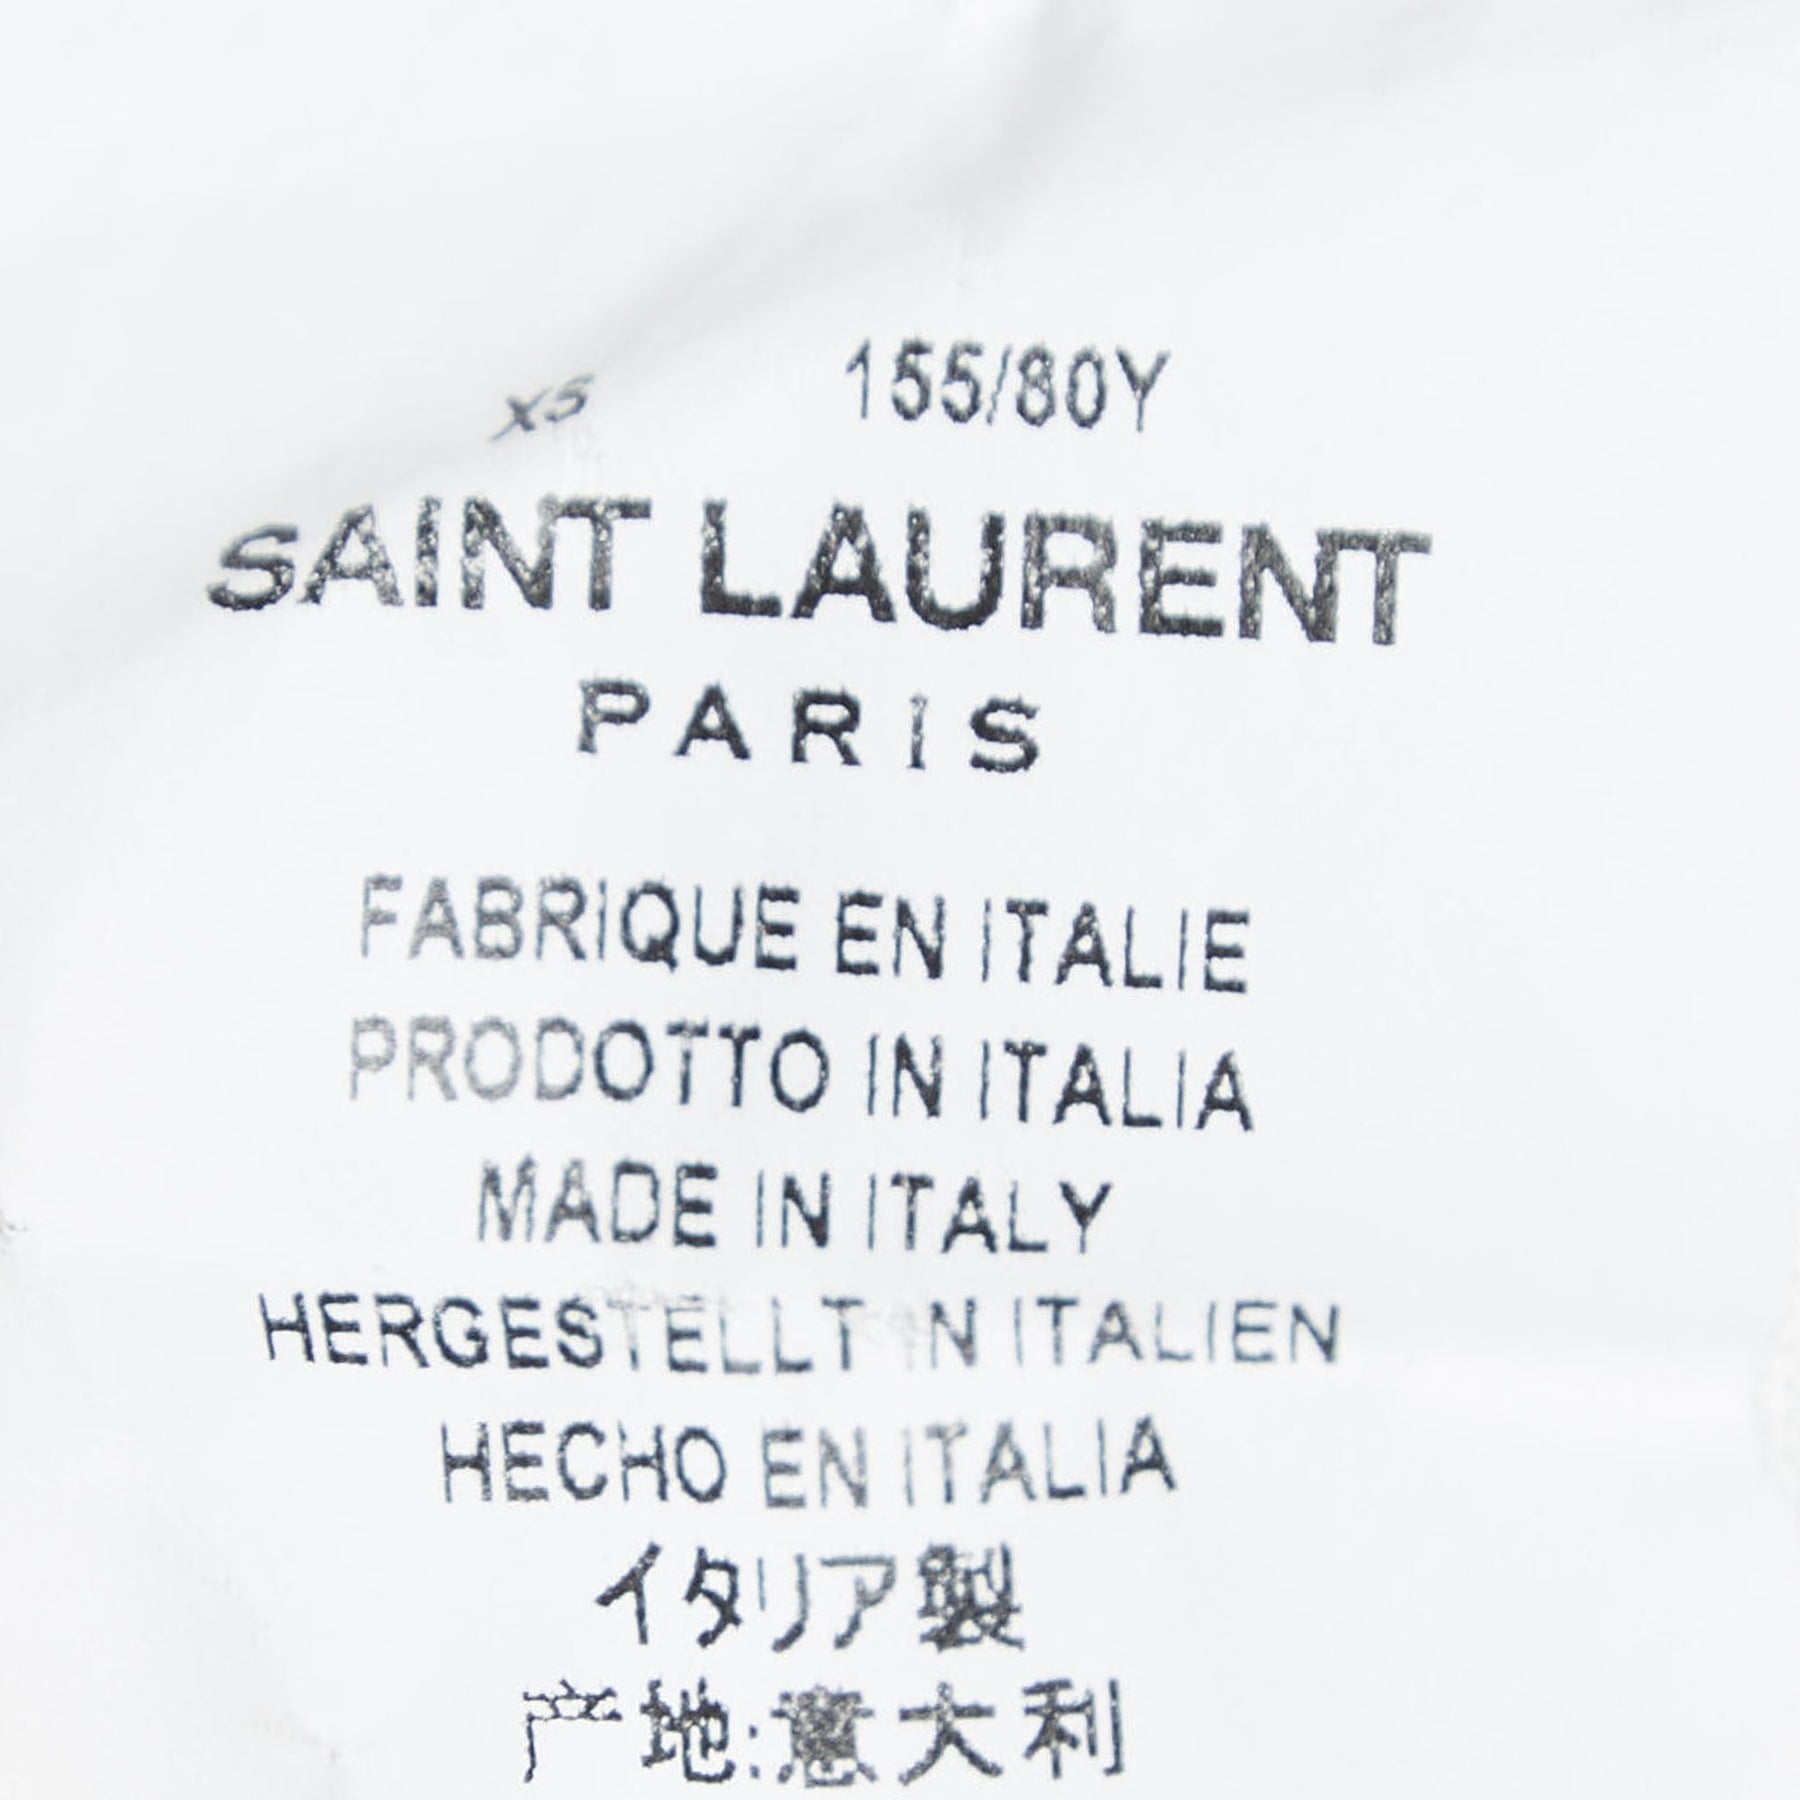 XS 155/80Y
SAINT LAURENT
PARIS
FABRIQUE EN ITALIE
PRODOTTO IN ITALIA
MADE IN ITALY
HERGESTELLT IN ITALIEN
HECHO EN ITALIA
イタリア製
产地:意大利